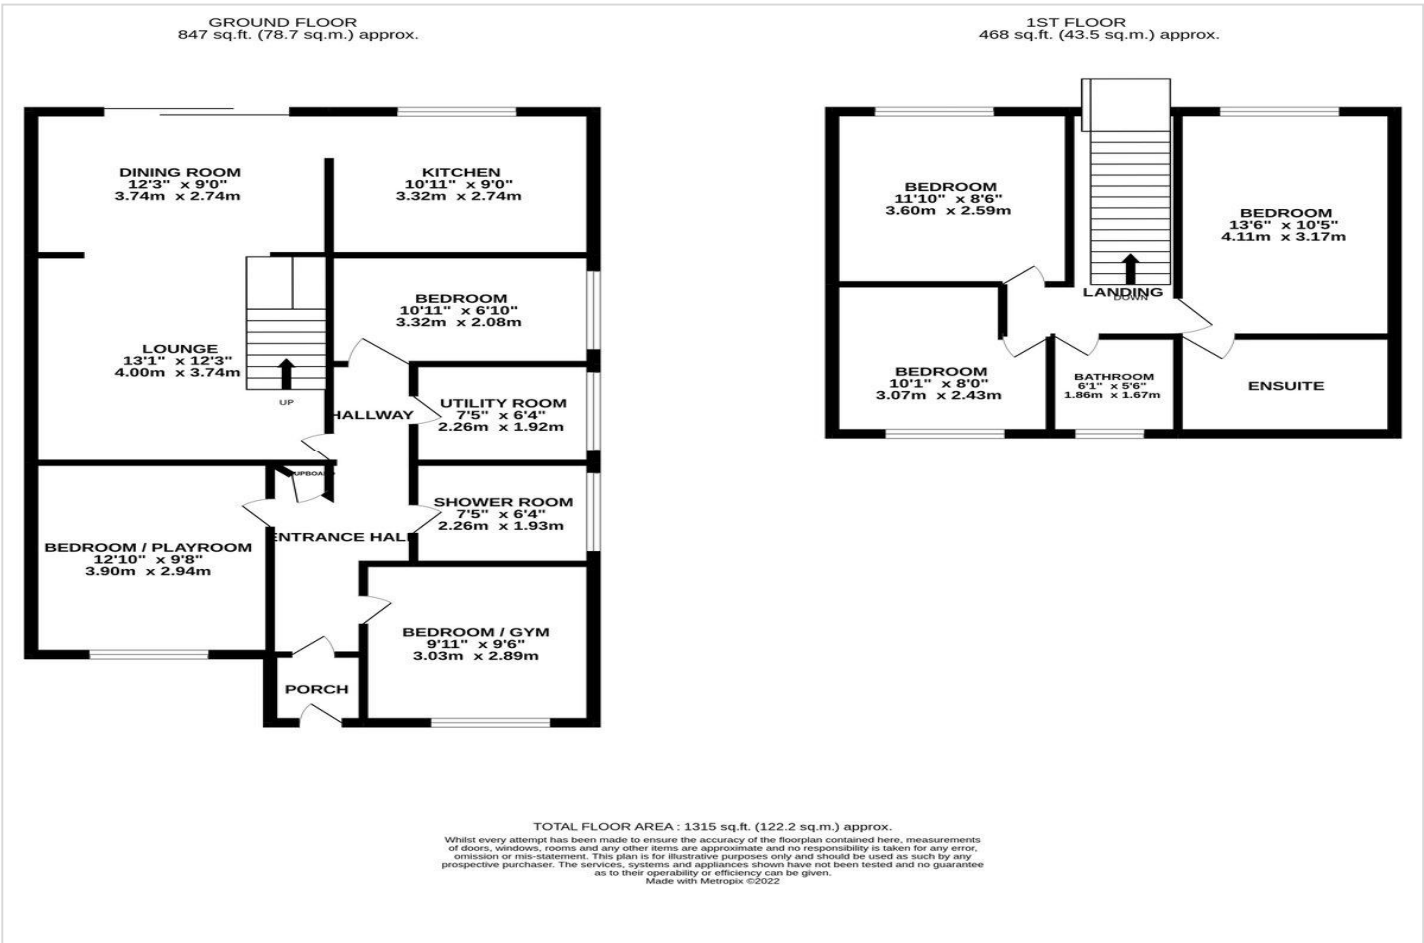 GROUND FLOOR
847 sq.ft. (78.7 sq.m.) approx.
DINING ROOM
12'3" x 9'0"
3.74m x 2.74m
KITCHEN
10'11" x 9'0"
3.32m x 2.74m
BEDROOM
10'11" x 6'10"
3.32m x 2.08m
LOUNGE
13'1" x 12'3"
4.00m x 3.74m
UP
HALLWAY
UTILITY ROOM
7'5" x 6'4"
2.26m x 1.92m
UPBOA
SHOWER ROOM
7'5" x 6'4"
2.26m x 1.93m
ENTRANCE HALL
BEDROOM / PLAYROOM
12'10" x 9'8"
3.90m x 2.94m
BEDROOM / GYM
9'11" x 9'6"
3.03m x 2.89m
PORCH
1ST FLOOR
468 sq.ft. (43.5 sq.m.) approx.
BEDROOM
11'10" x 8'6"
3.60m x 2.59m
BEDROOM
13'6" x 10'5"
4.11m x 3.17m
LANDING
DOWN
BEDROOM
10'1" x 8'0"
3.07m x 2.43m
BATHROOM
6'1" x 5'6"
1.86m x 1.67m
ENSUITE
TOTAL FLOOR AREA : 1315 sq.ft. (122.2 sq.m.) approx.
Whilst every attempt has been made to ensure the accuracy of the floorplan contained here, measurements
of doors, windows, rooms and any other items are approximate and no responsibility is taken for any error,
omission or mis-statement. This plan is for illustrative purposes only and should be used as such by any
prospective purchaser. The services, systems and appliances shown have not been tested and no guarantee
as to their operability or efficiency can be given.
Made with Metropix ©2022